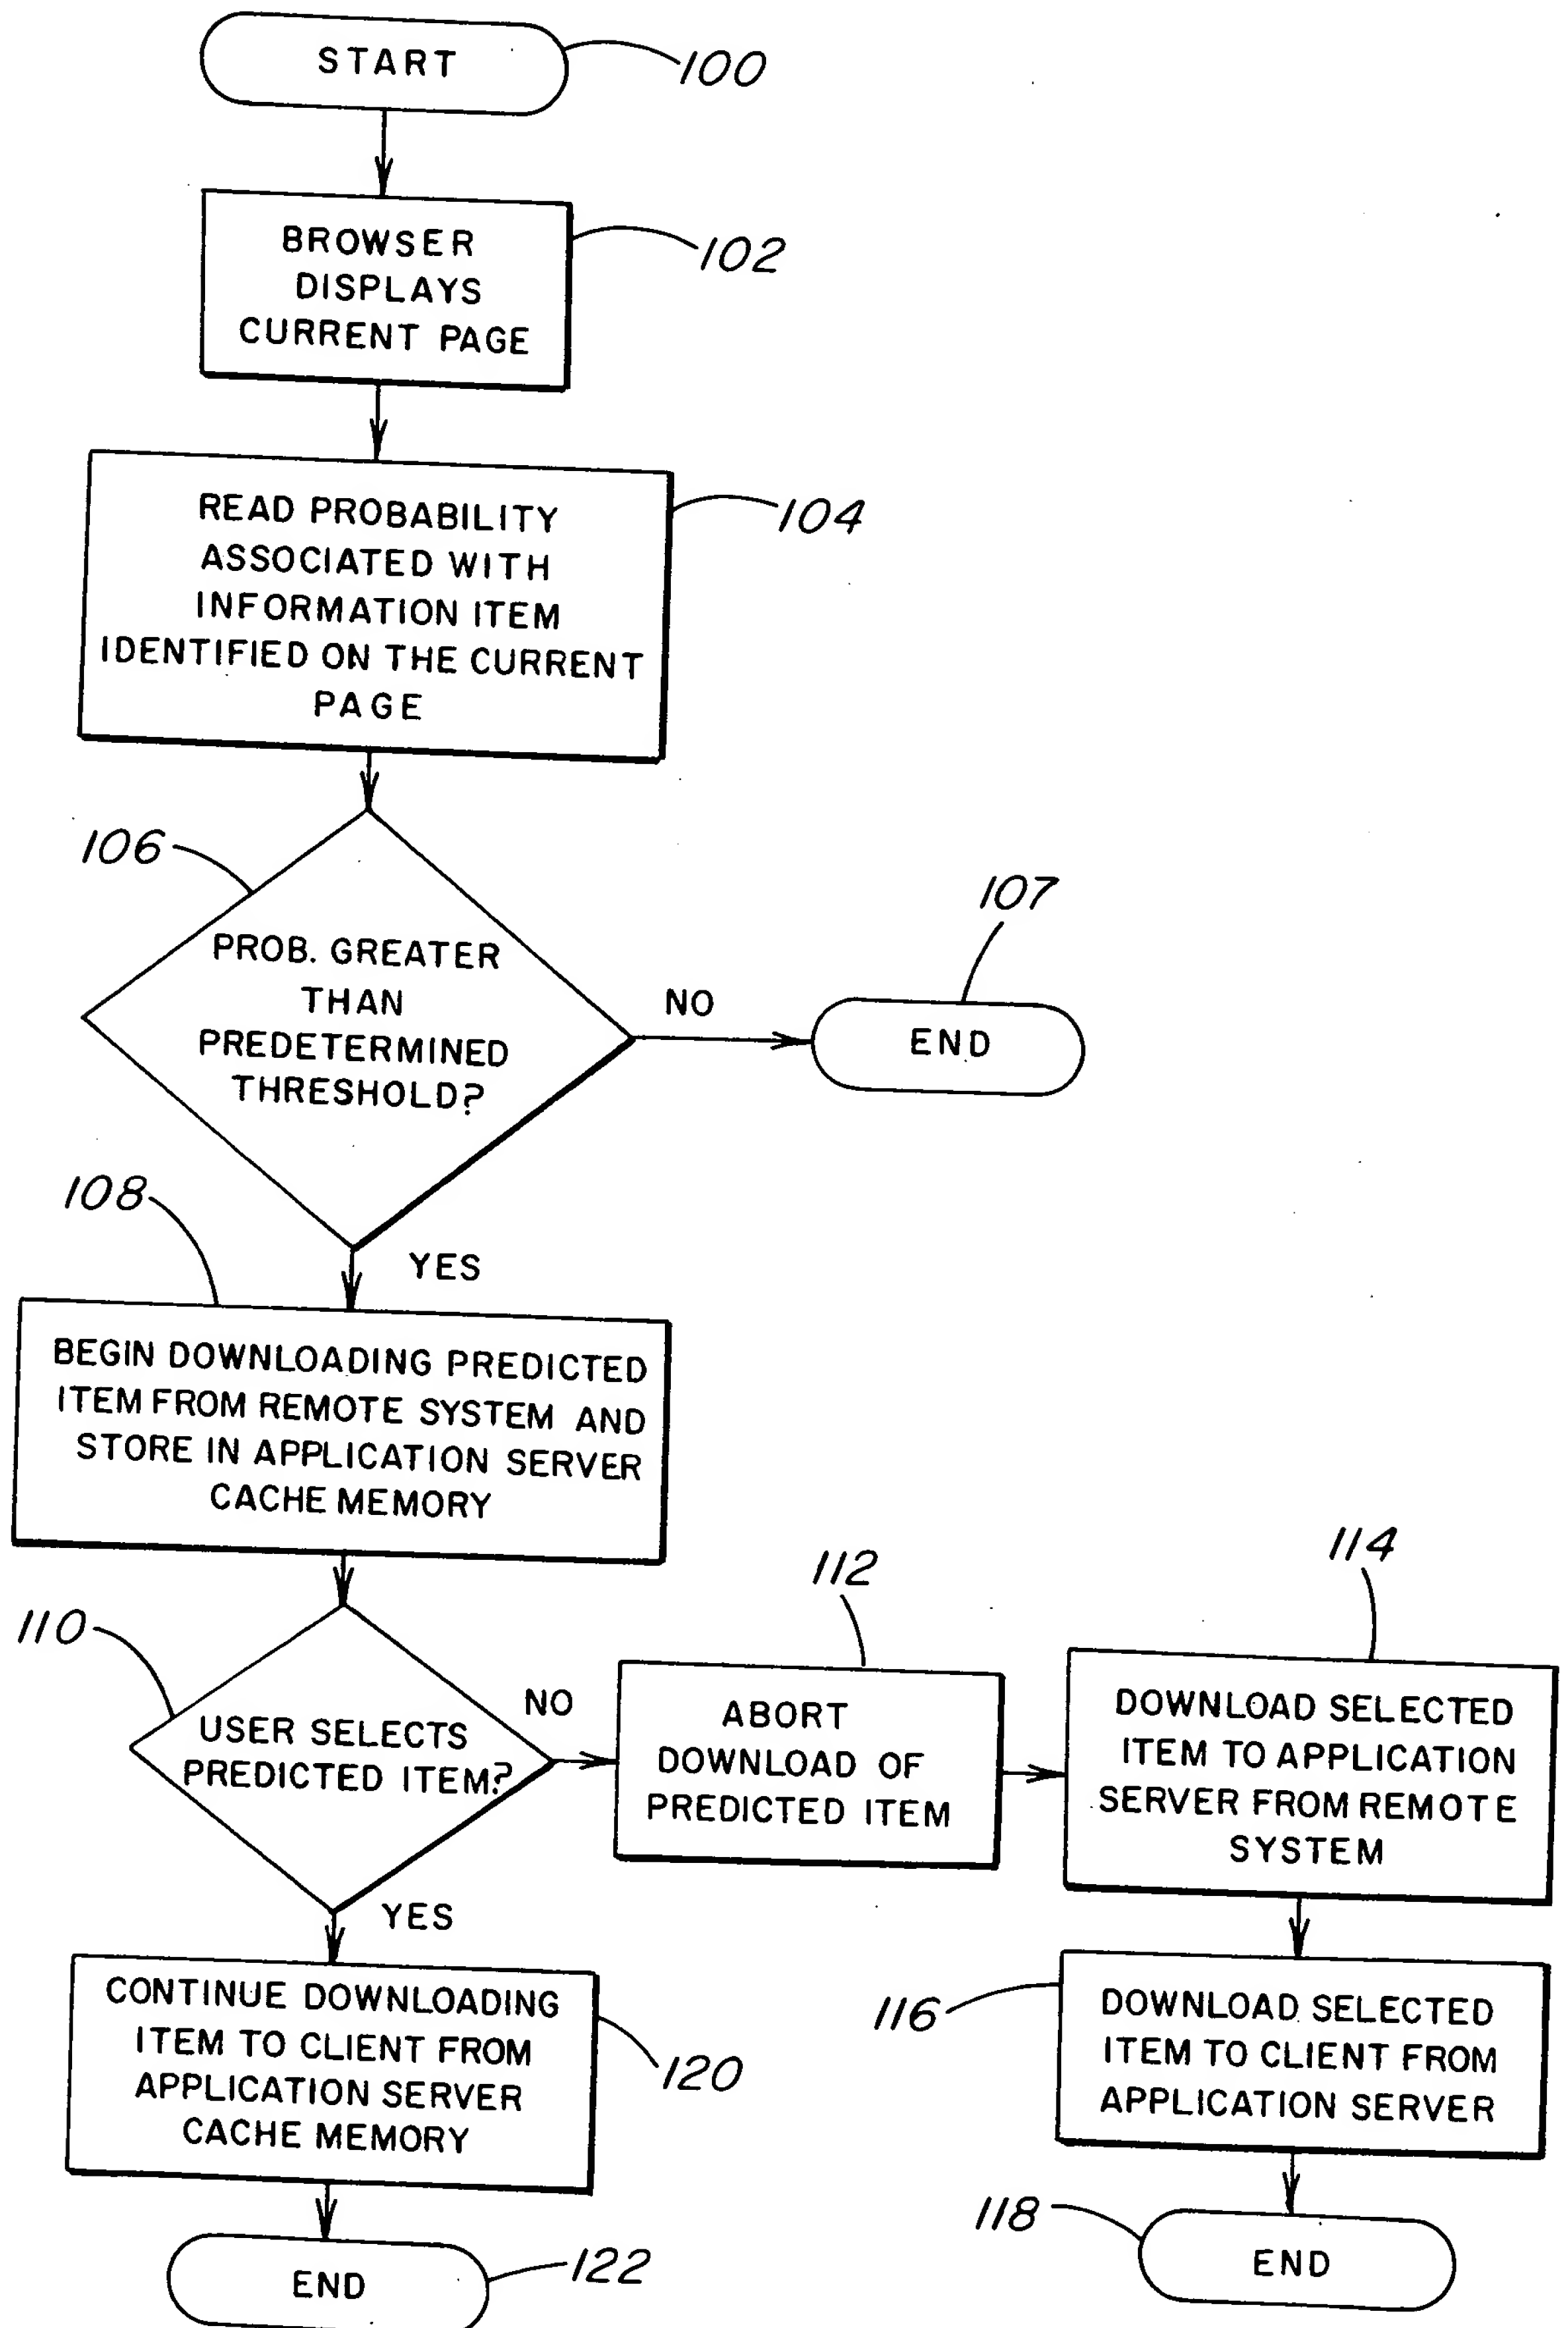 START
100
BROWSER
DISPLAYS
CURRENT PAGE
102
READ PROBABILITY
ASSOCIATED WITH
INFORMATION ITEM
IDENTIFIED ON THE CURRENT
PAGE
104
106
PROB. GREATER
THAN
PREDETERMINED
THRESHOLD?
NO
107
END
YES
108
BEGIN DOWNLOADING PREDICTED
ITEM FROM REMOTE SYSTEM AND
STORE IN APPLICATION SERVER
CACHE MEMORY
110
USER SELECTS
PREDICTED ITEM?
NO
112
ABORT
DOWNLOAD OF
PREDICTED ITEM
114
DOWNLOAD SELECTED
ITEM TO APPLICATION
SERVER FROM REMOTE
SYSTEM
116
DOWNLOAD SELECTED
ITEM TO CLIENT FROM
APPLICATION SERVER
118
END
YES
CONTINUE DOWNLOADING
ITEM TO CLIENT FROM
APPLICATION SERVER
CACHE MEMORY
120
END
122